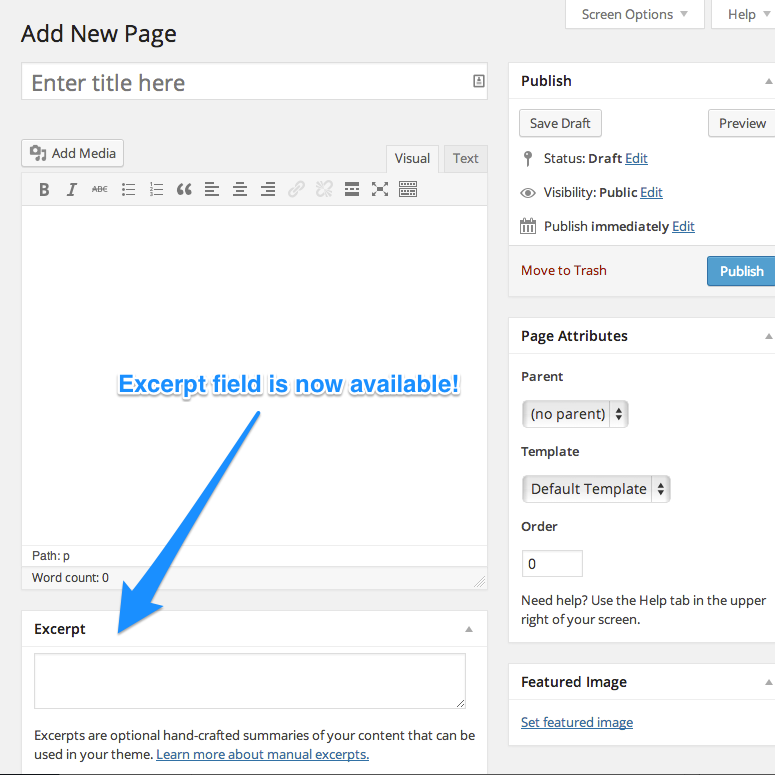 Screen Options
Help
Add New Page
Enter title here
Add Media
Visual
Text
B I ABC
Excerpt field is now available!
Path: p
Word count: 0
Excerpt
Excerpts are optional hand-crafted summaries of your content that can be
used in your theme. Learn more about manual excerpts.
Publish
Save Draft
Preview
Status: Draft Edit
Visibility: Public Edit
Publish immediately Edit
Move to Trash
Publish
Page Attributes
Parent
(no parent)
Template
Default Template
Order
0
Need help? Use the Help tab in the upper
right of your screen.
Featured Image
Set featured image